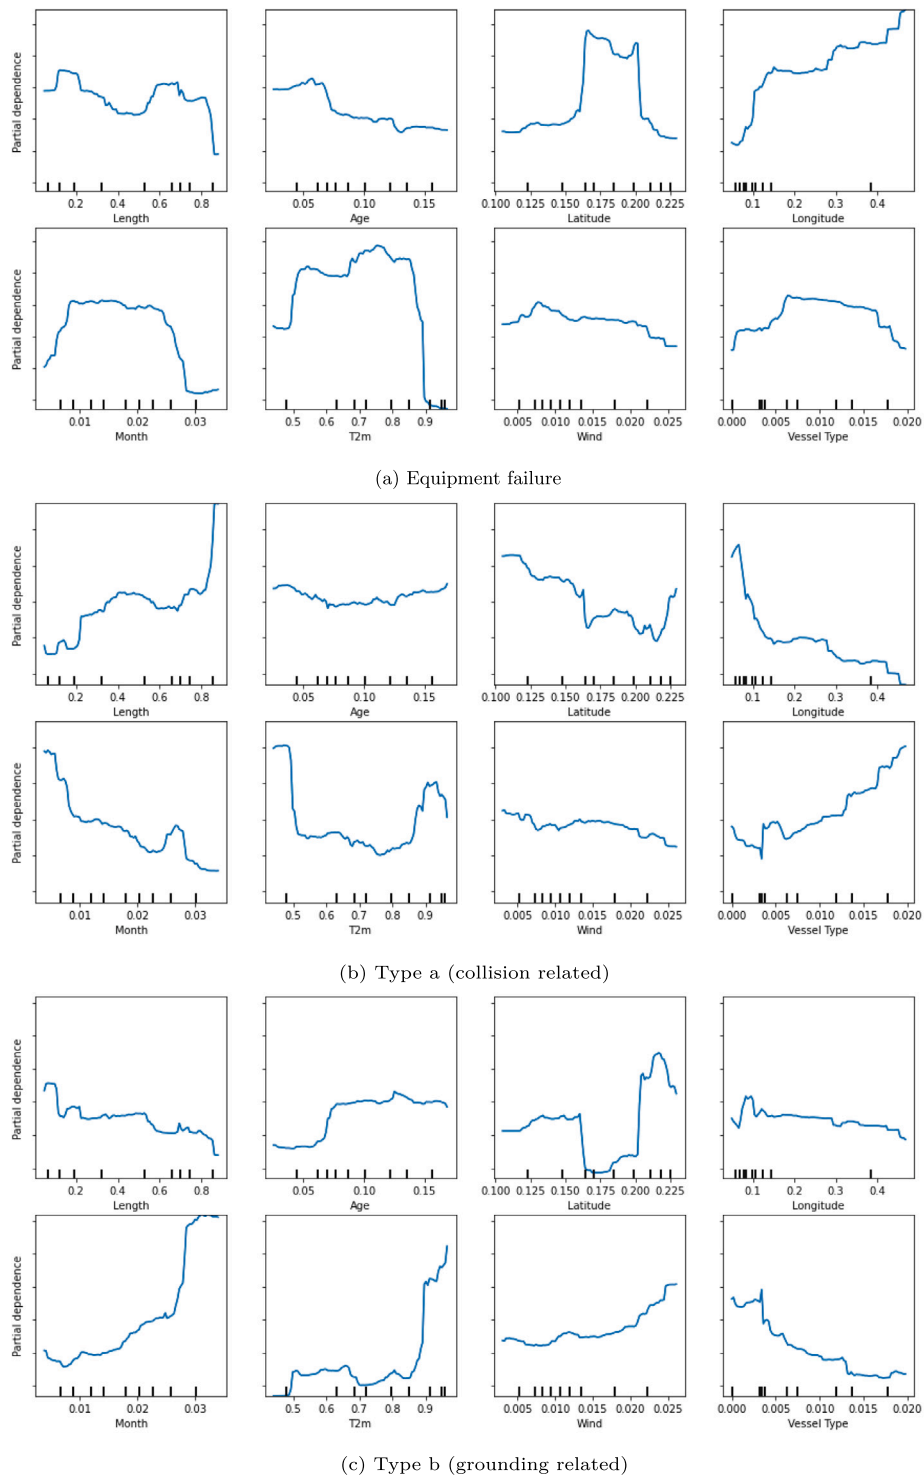 Partial dependence
0.2 0.4 0.6 0.8
Length
0.05 0.10 0.15
Age
0.100 0.125 0.150 0.175 0.200 0.225
Latitude
0.1 0.2 0.3 0.4
Longitude
Partial dependence
0.01 0.02 0.03
Month
0.5 0.6 0.7 0.8 0.9
T2m
0.005 0.010 0.015 0.020 0.025
Wind
0.000 0.005 0.010 0.015 0.020
Vessel Type
(a) Equipment failure
Partial dependence
0.2 0.4 0.6 0.8
Length
0.05 0.10 0.15
Age
0.100 0.125 0.150 0.175 0.200 0.225
Latitude
0.1 0.2 0.3 0.4
Longitude
Partial dependence
0.01 0.02 0.03
Month
0.5 0.6 0.7 0.8 0.9
T2m
0.005 0.010 0.015 0.020 0.025
Wind
0.000 0.005 0.010 0.015 0.020
Vessel Type
(b) Type a (collision related)
Partial dependence
0.2 0.4 0.6 0.8
Length
0.05 0.10 0.15
Age
0.100 0.125 0.150 0.175 0.200 0.225
Latitude
0.1 0.2 0.3 0.4
Longitude
Partial dependence
0.01 0.02 0.03
Month
0.5 0.6 0.7 0.8 0.9
T2m
0.005 0.010 0.015 0.020 0.025
Wind
0.000 0.005 0.010 0.015 0.020
Vessel Type
(c) Type b (grounding related)